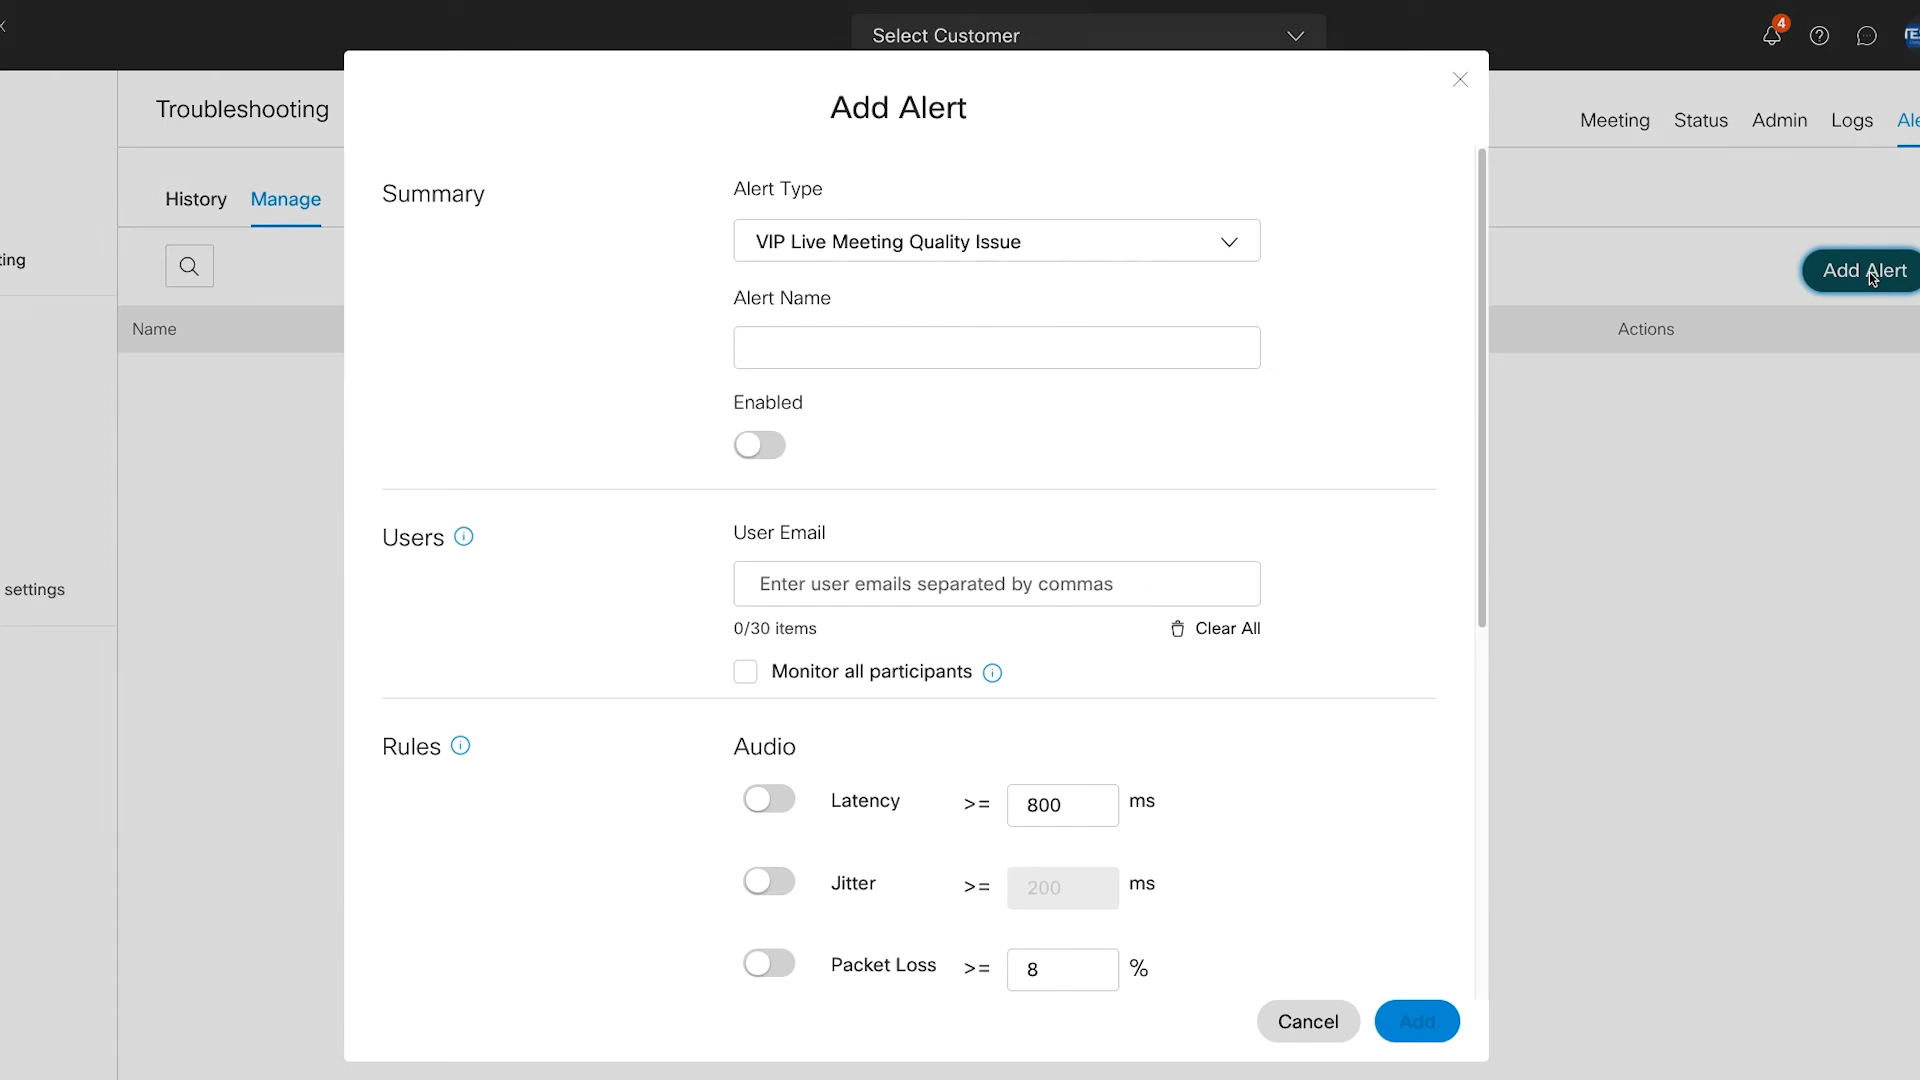 Select Customer
4
Troubleshooting
Meeting Status Admin Logs Ale
History Manage
ting
settings
Add Alert
Name
Actions
Add Alert
Summary
Alert Type
VIP Live Meeting Quality Issue
Alert Name
Enabled
Users
User Email
Enter user emails separated by commas
0/30 items
Clear All
Monitor all participants
Rules
Audio
Latency >= 800 ms
Jitter >= 200 ms
Packet Loss >= 8 %
Cancel Add